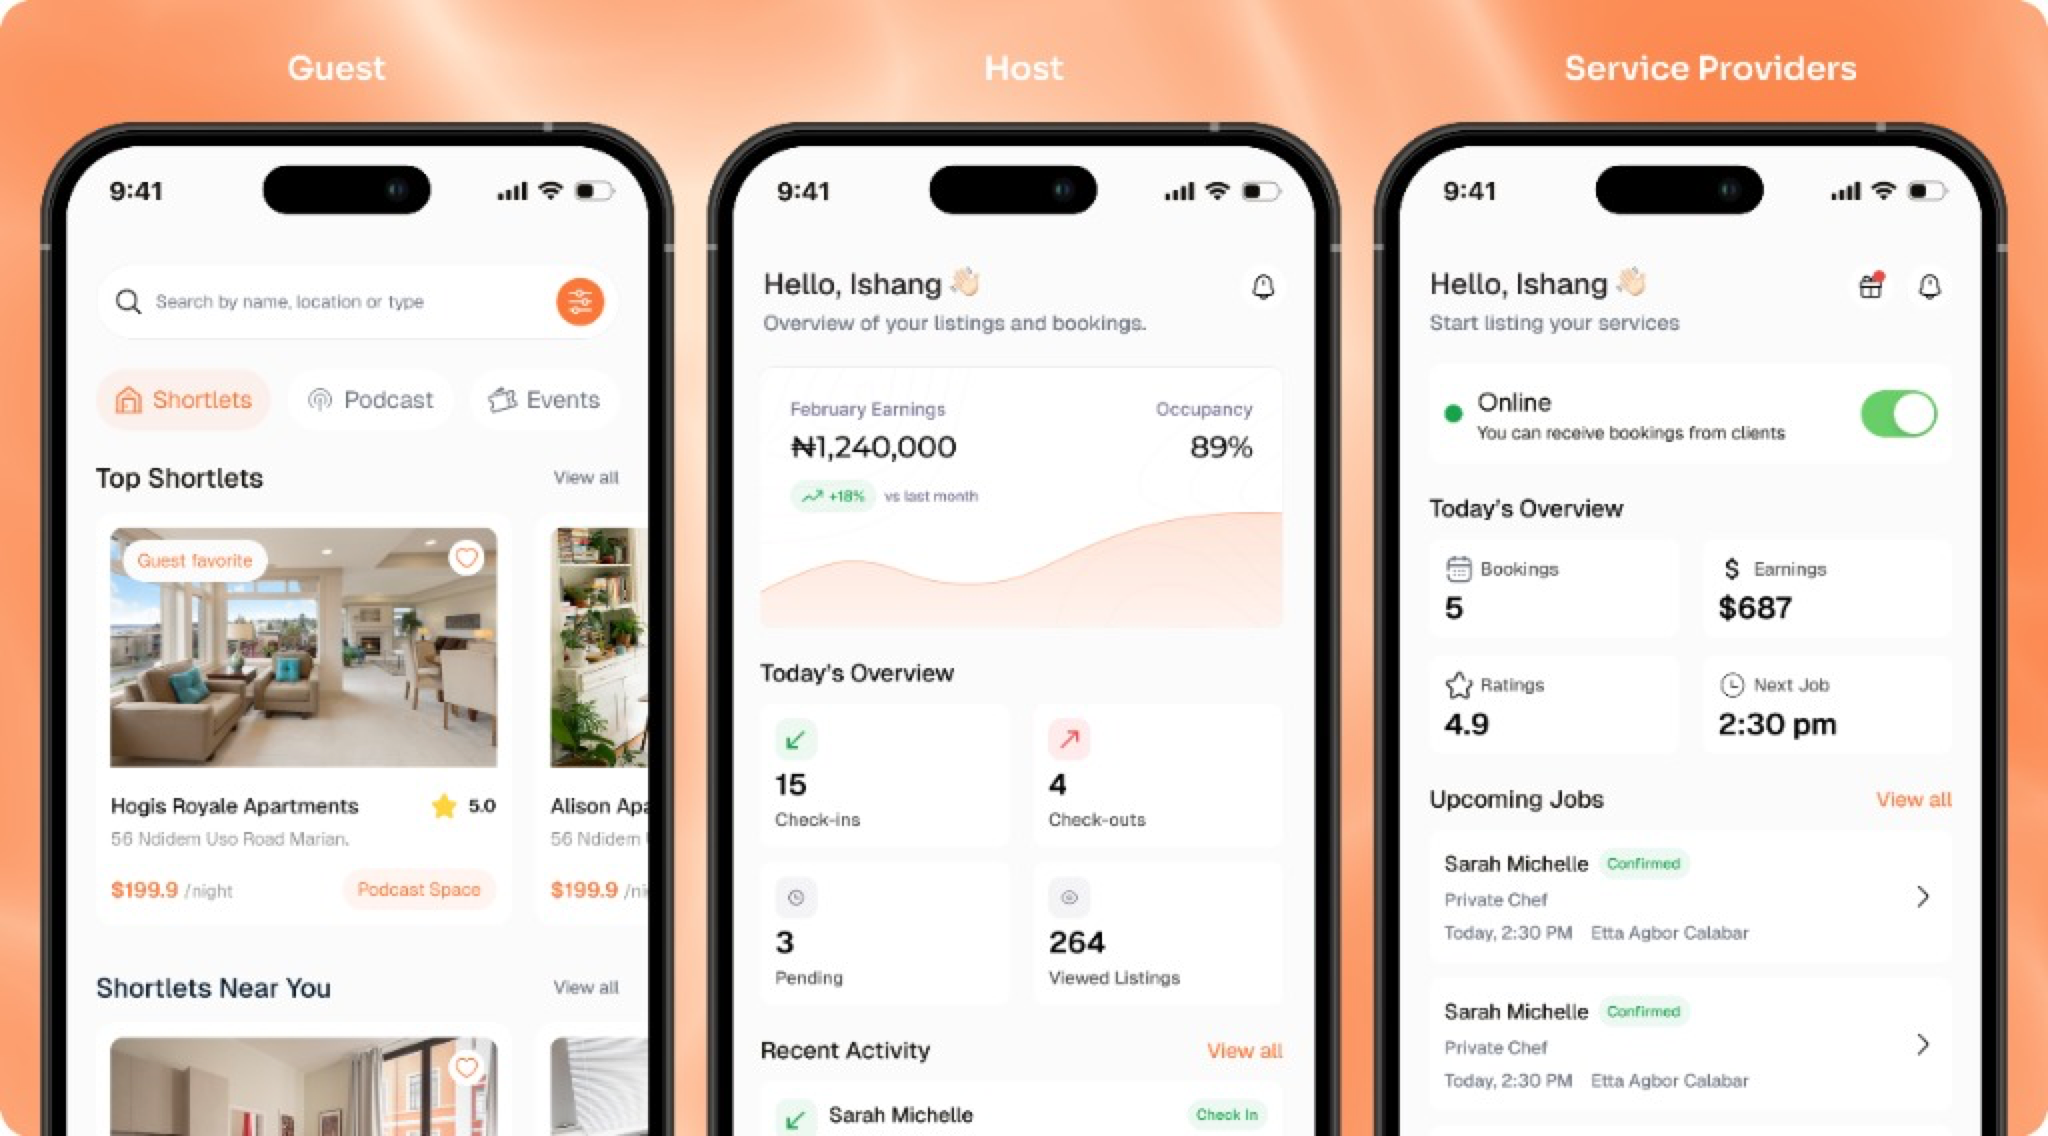 Guest
9:41
Search by name, location or type
Shortlets
Podcast
Events
Top Shortlets
View all
Guest favorite
Hogis Royale Apartments
5.0
56 Ndidem Uso Road Marian.
$199.9 /night
Podcast Space
Alison Apa
56 Ndidem
$199.9 /ni
Shortlets Near You
View all
Host
9:41
Hello, Ishang 👋🏻
Overview of your listings and bookings.
February Earnings
Occupancy
₦1,240,000
89%
+18%
vs last month
Today's Overview
15
Check-ins
4
Check-outs
3
Pending
264
Viewed Listings
Recent Activity
View all
Sarah Michelle
Check In
Service Providers
9:41
Hello, Ishang 👋🏻
Start listing your services
Online
You can receive bookings from clients
Today's Overview
Bookings
5
$ Earnings
$687
Ratings
4.9
Next Job
2:30 pm
Upcoming Jobs
View all
Sarah Michelle
Confirmed
Private Chef
Today, 2:30 PM
Etta Agbor Calabar
Sarah Michelle
Confirmed
Private Chef
Today, 2:30 PM
Etta Agbor Calabar